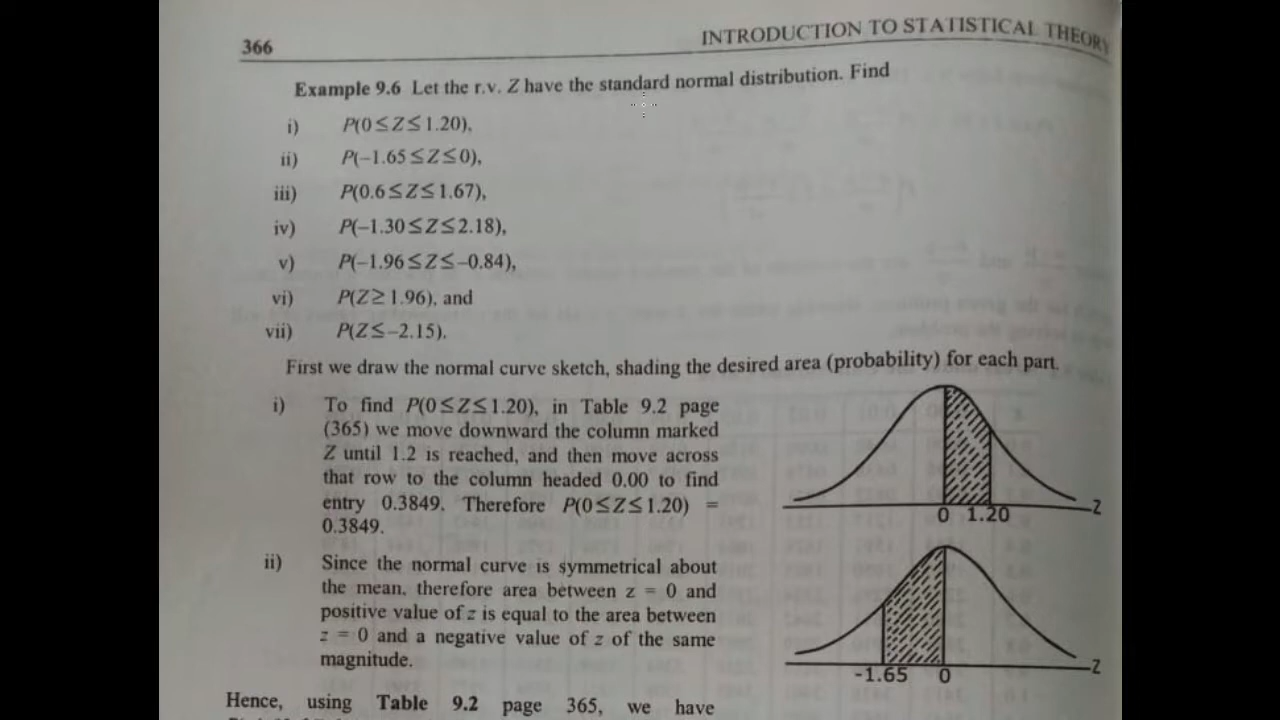 366
INTRODUCTION TO STATISTICAL THEORY
Example 9.6 Let the r.v. Z have the standard normal distribution. Find
i) P(0≤Z≤1.20),
ii) P(−1.65≤Z≤0),
iii) P(0.6≤Z≤1.67),
iv) P(−1.30≤Z≤2.18),
v) P(−1.96≤Z≤−0.84),
vi) P(Z≥1.96), and
vii) P(Z≤−2.15).
First we draw the normal curve sketch, shading the desired area (probability) for each part.
i) To find P(0≤Z≤1.20), in Table 9.2 page
(365) we move downward the column marked
Z until 1.2 is reached, and then move across
that row to the column headed 0.00 to find
entry 0.3849. Therefore P(0≤Z≤1.20) =
0.3849.
0 1.20 Z
ii) Since the normal curve is symmetrical about
the mean, therefore area between z = 0 and
positive value of z is equal to the area between
z = 0 and a negative value of z of the same
magnitude.
-1.65 0 Z
Hence, using Table 9.2 page 365, we have